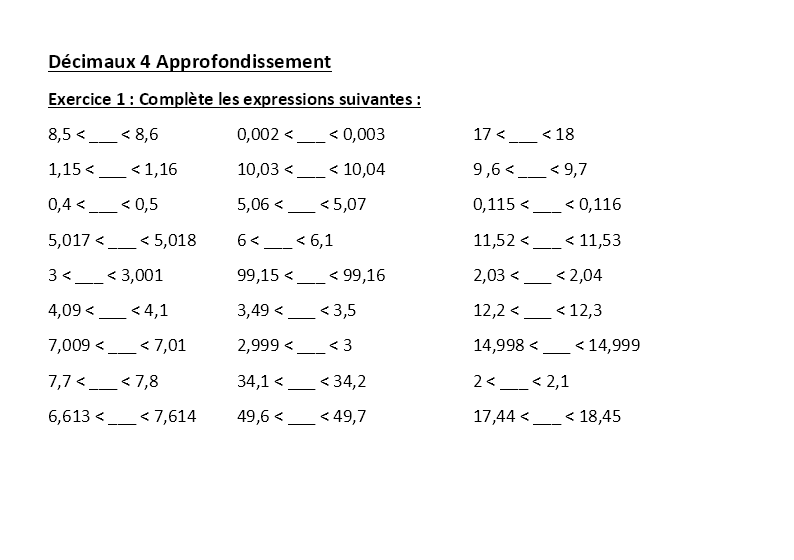 Décimaux 4 Approfondissement
Exercice 1 : Complète les expressions suivantes :
8,5 < ___ < 8,6 0,002 < ___ < 0,003 17 < ___ < 18
1,15 < ___ < 1,16 10,03 < ___ < 10,04 9 ,6 < ___ < 9,7
0,4 < ___ < 0,5 5,06 < ___ < 5,07 0,115 < ___ < 0,116
5,017 < ___ < 5,018 6 < ___ < 6,1 11,52 < ___ < 11,53
3 < ___ < 3,001 99,15 < ___ < 99,16 2,03 < ___ < 2,04
4,09 < ___ < 4,1 3,49 < ___ < 3,5 12,2 < ___ < 12,3
7,009 < ___ < 7,01 2,999 < ___ < 3 14,998 < ___ < 14,999
7,7 < ___ < 7,8 34,1 < ___ < 34,2 2 < ___ < 2,1
6,613 < ___ < 7,614 49,6 < ___ < 49,7 17,44 < ___ < 18,45